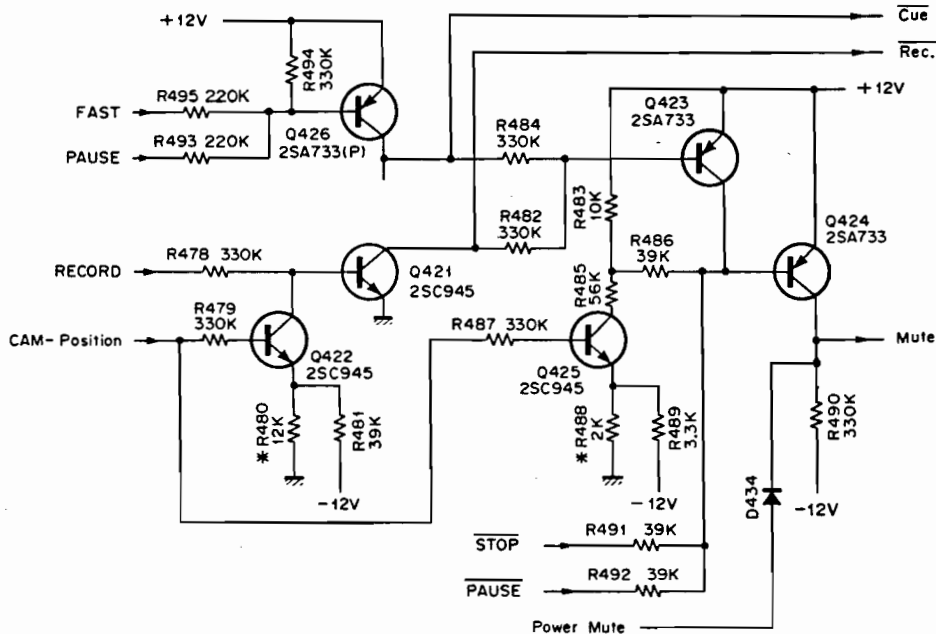 +12V
Cue
Rec.
R494
330K
+12V
R495 220K
FAST
Q423
2SA733
Q426
2SA733(P)
R484
330K
R493 220K
PAUSE
R483
10K
R482
330K
Q424
2SA733
R486
39K
R478 330K
RECORD
Q421
2SC945
R485
56K
R479
330K
R487 330K
CAM-Position
Mute
Q422
2SC945
Q425
2SC945
*R480
12K
R481
39K
*R488
2K
R489
3.3K
R490
330K
-12V
-12V
D434
-12V
STOP
R491 39K
PAUSE
R492 39K
Power Mute